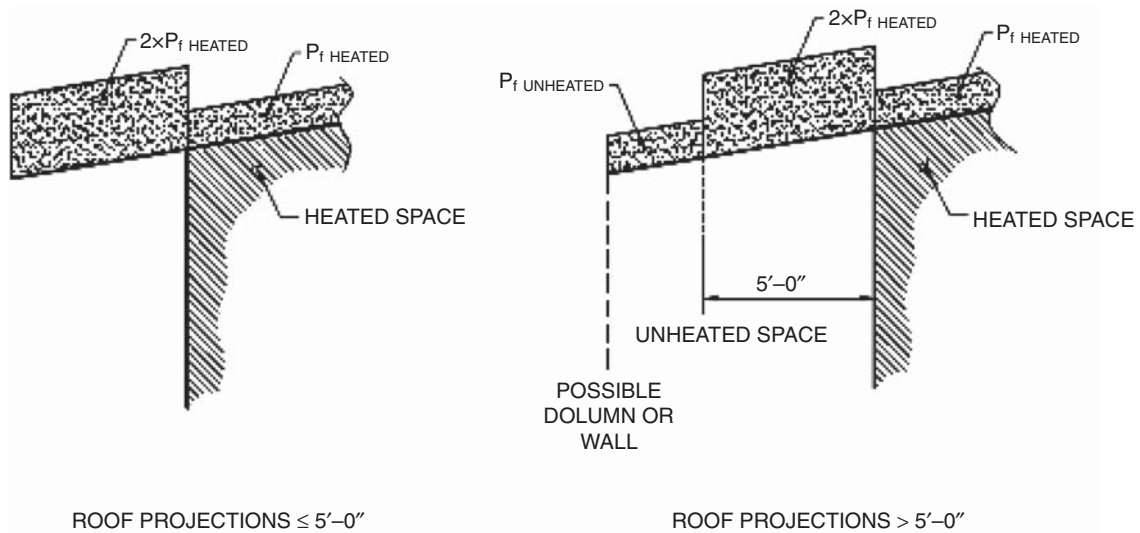 2×Pf HEATED
Pf HEATED
HEATED SPACE
ROOF PROJECTIONS ≤ 5′–0″
2×Pf HEATED
Pf HEATED
Pf UNHEATED
HEATED SPACE
5′–0″
UNHEATED SPACE
POSSIBLE
DOLUMN OR
WALL
ROOF PROJECTIONS > 5′–0″